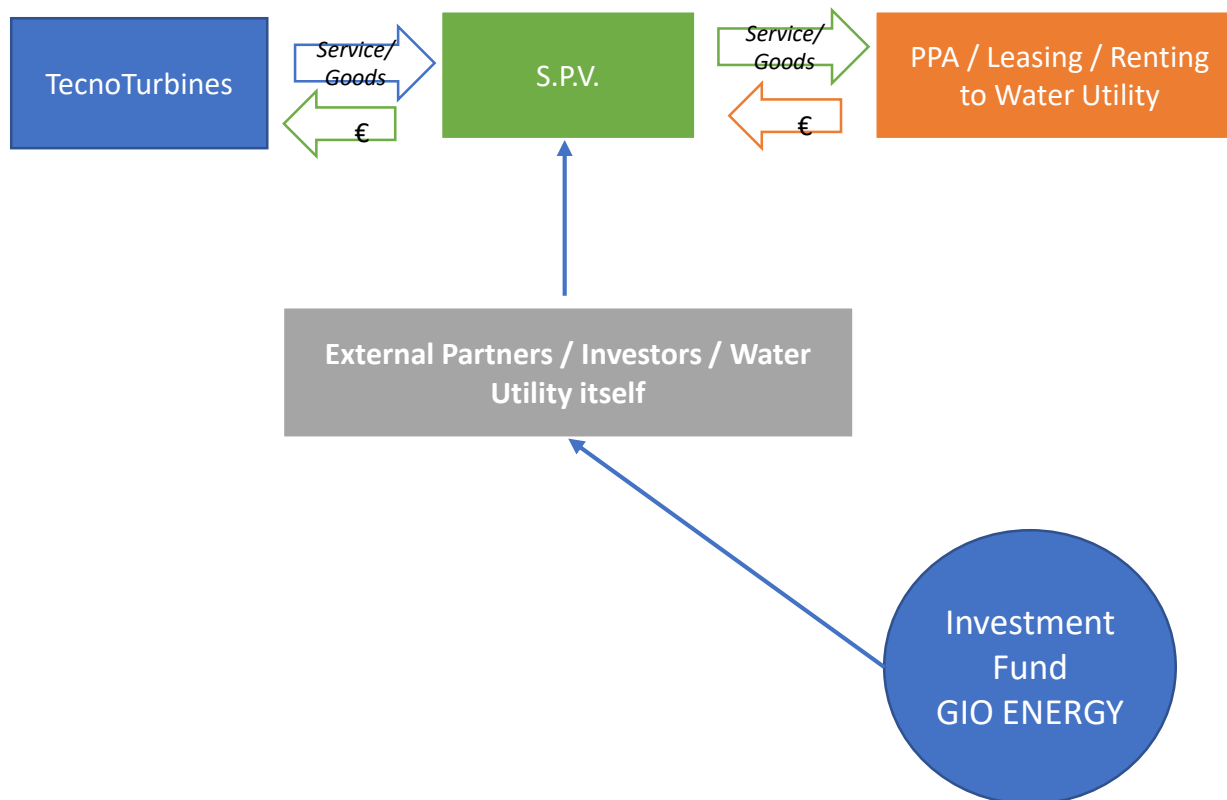 TecnoTurbines
Service/
Goods
€
S.P.V.
Service/
Goods
€
PPA / Leasing / Renting
to Water Utility
External Partners / Investors / Water
Utility itself
Investment
Fund
GIO ENERGY